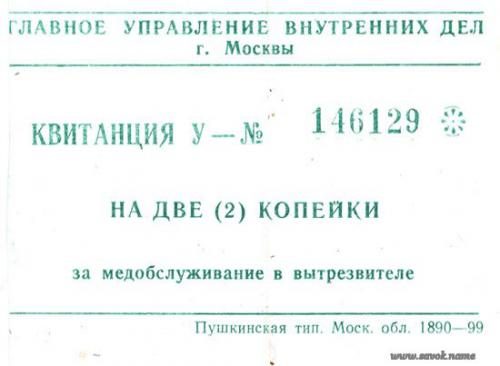 ГЛАВНОЕ УПРАВЛЕНИЕ ВНУТРЕННИХ ДЕЛ
г. Москвы
КВИТАНЦИЯ У — № 146129
НА ДВЕ (2) КОПЕЙКИ
за медобслуживание в вытрезвителе
Пушкинская тип. Моск. обл. 1890—99
www.savok.name